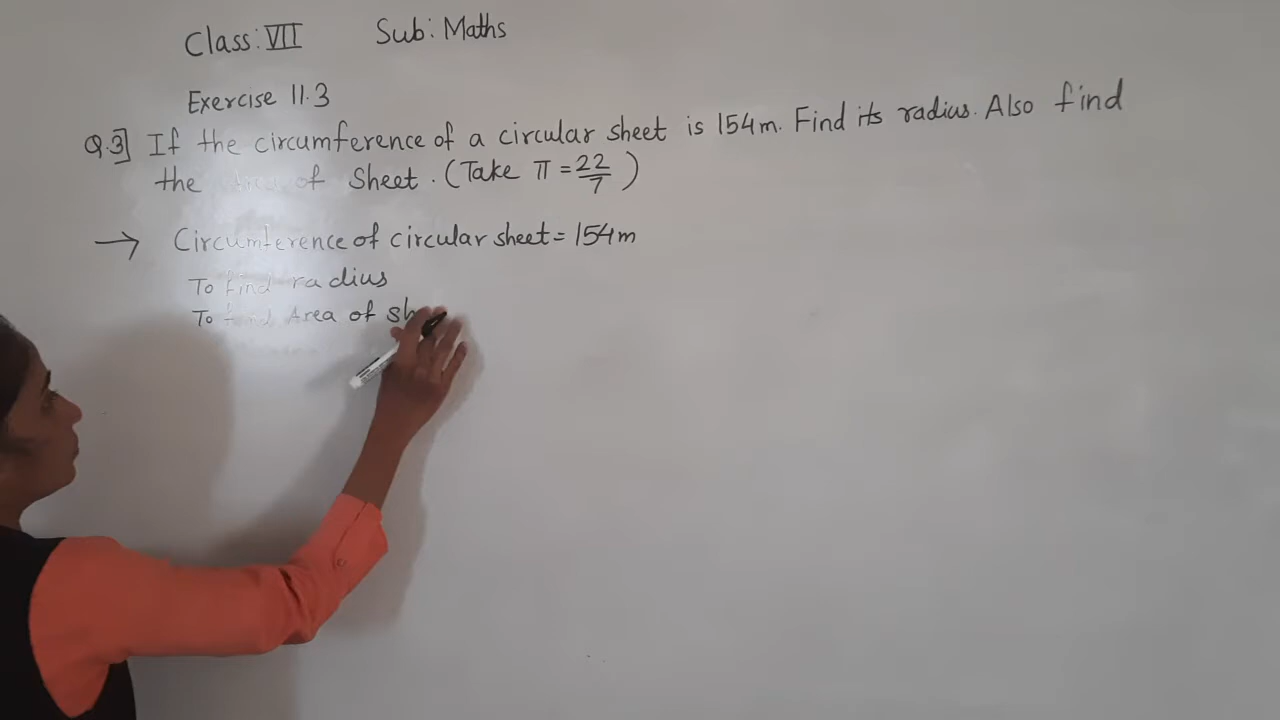 Class: VII Sub: Maths
Exercise 11.3
Q.3] If the circumference of a circular sheet is 154m. Find its radius. Also find
the Area of Sheet. (Take π = 22/7)
→ Circumference of circular sheet = 154m
To find radius
To find Area of sh